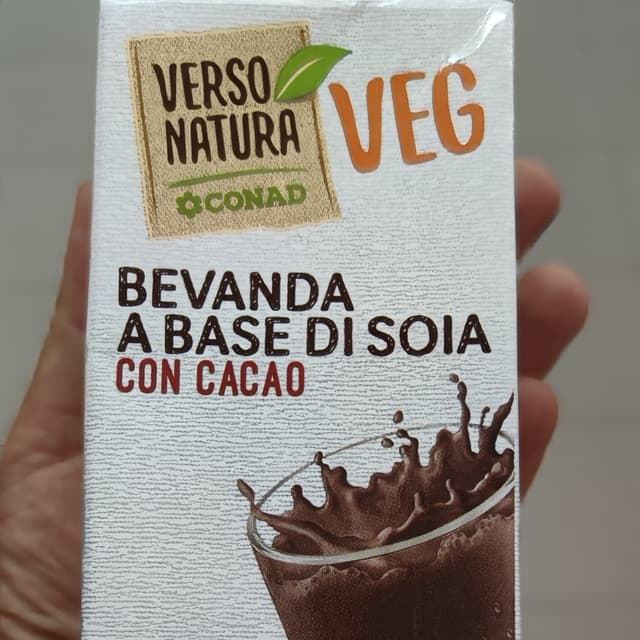 VERSO
NATURA
CONAD
VEG
BEVANDA
A BASE DI SOIA
CON CACAO